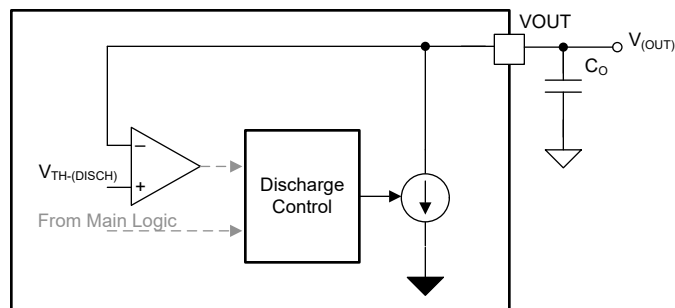 VOUT
V(OUT)
CO
−
VTH-(DISCH)
+
Discharge
Control
From Main Logic